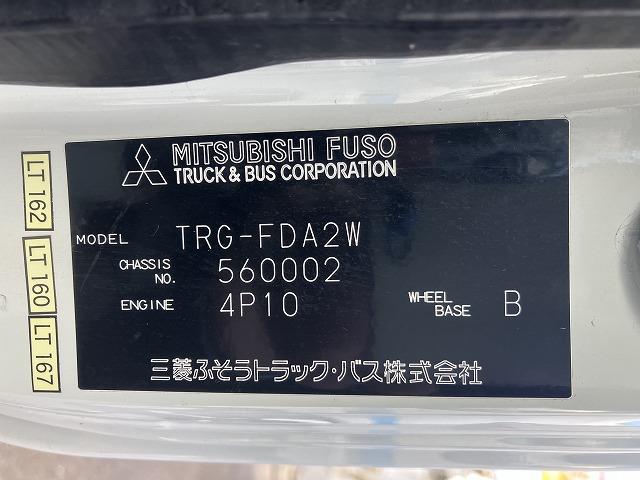 MITSUBISHI FUSO
TRUCK & BUS CORPORATION
MODEL TRG-FDA2W
CHASSIS NO. 560002
ENGINE 4P10 WHEEL BASE B
三菱ふそうトラック・バス株式会社
LT 162
LT 160
LT 167